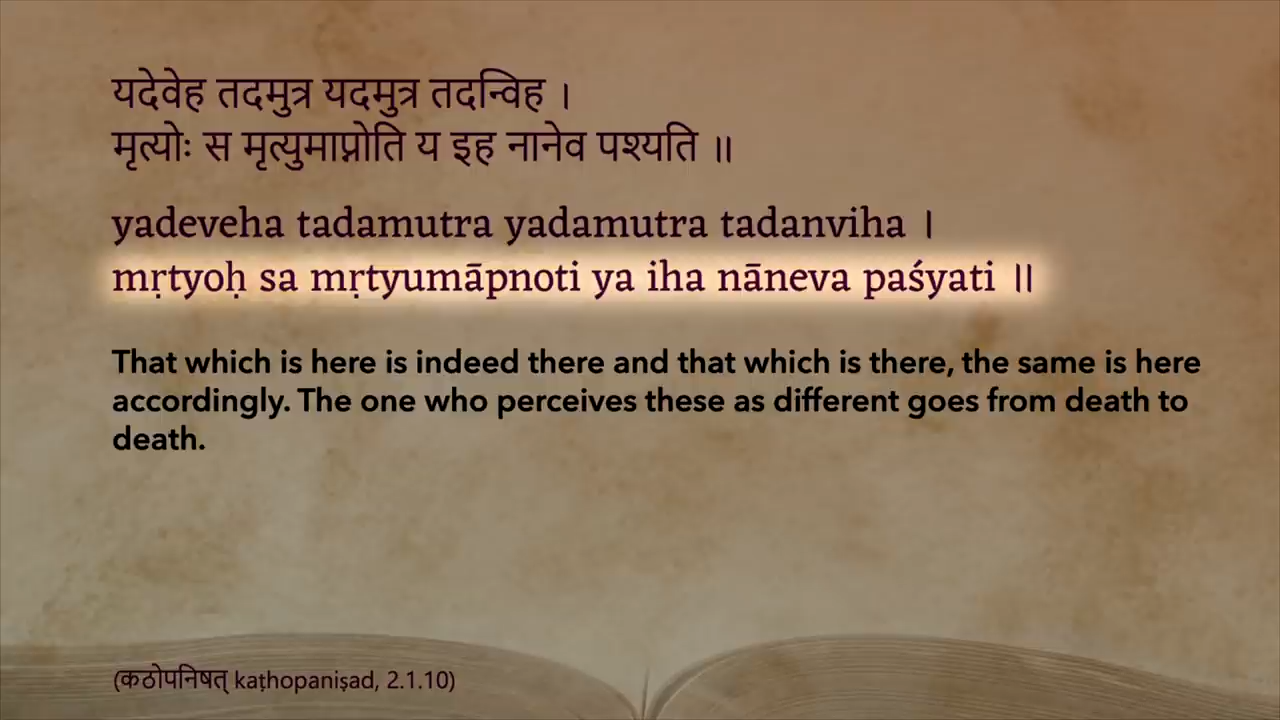 यदेवेह तदमुत्र यदमुत्र तदन्विह ।
मृत्योः स मृत्युमाप्नोति य इह नानेव पश्यति ॥
yadeveha tadamutra yadamutra tadanviha ।
mṛtyoḥ sa mṛtyumāpnoti ya iha nāneva paśyati ॥
That which is here is indeed there and that which is there, the same is here
accordingly. The one who perceives these as different goes from death to
death.
(कठोपनिषत् kaṭhopaniṣad, 2.1.10)